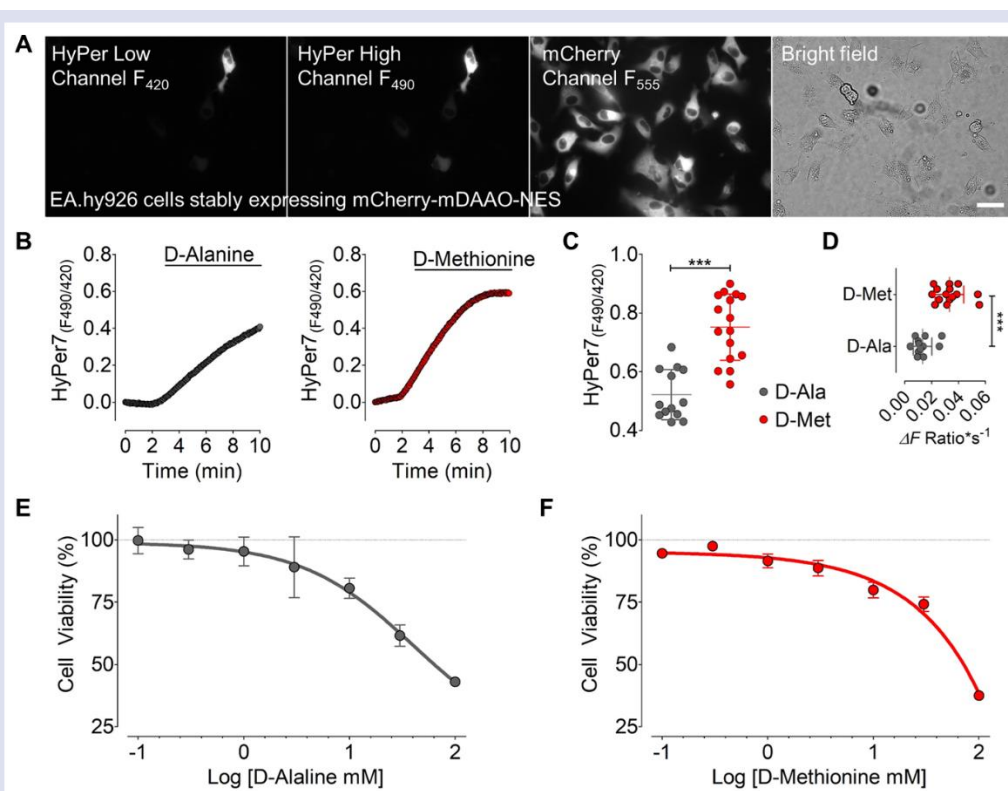 A
HyPer Low
Channel F420
HyPer High
Channel F490
mCherry
Channel F555
Bright field
EA.hy926 cells stably expressing mCherry-mDAAO-NES
B
D-Alanine
HyPer7(F490/420)
0.8
0.6
0.4
0.2
0.0
0 2 4 6 8 10
Time (min)
D-Methionine
HyPer7(F490/420)
0.8
0.6
0.4
0.2
0.0
0 2 4 6 8 10
Time (min)
C
***
HyPer7(F490/420)
1.0
0.8
0.6
0.4
D-Ala
D-Met
D
D-Met
D-Ala
***
0.00 0.02 0.04 0.06
ΔF Ratio*s-1
E
Cell Viability (%)
100
75
50
25
-1 0 1 2
Log [D-Alaline mM]
F
Cell Viability (%)
100
75
50
25
-1 0 1 2
Log [D-Methionine mM]